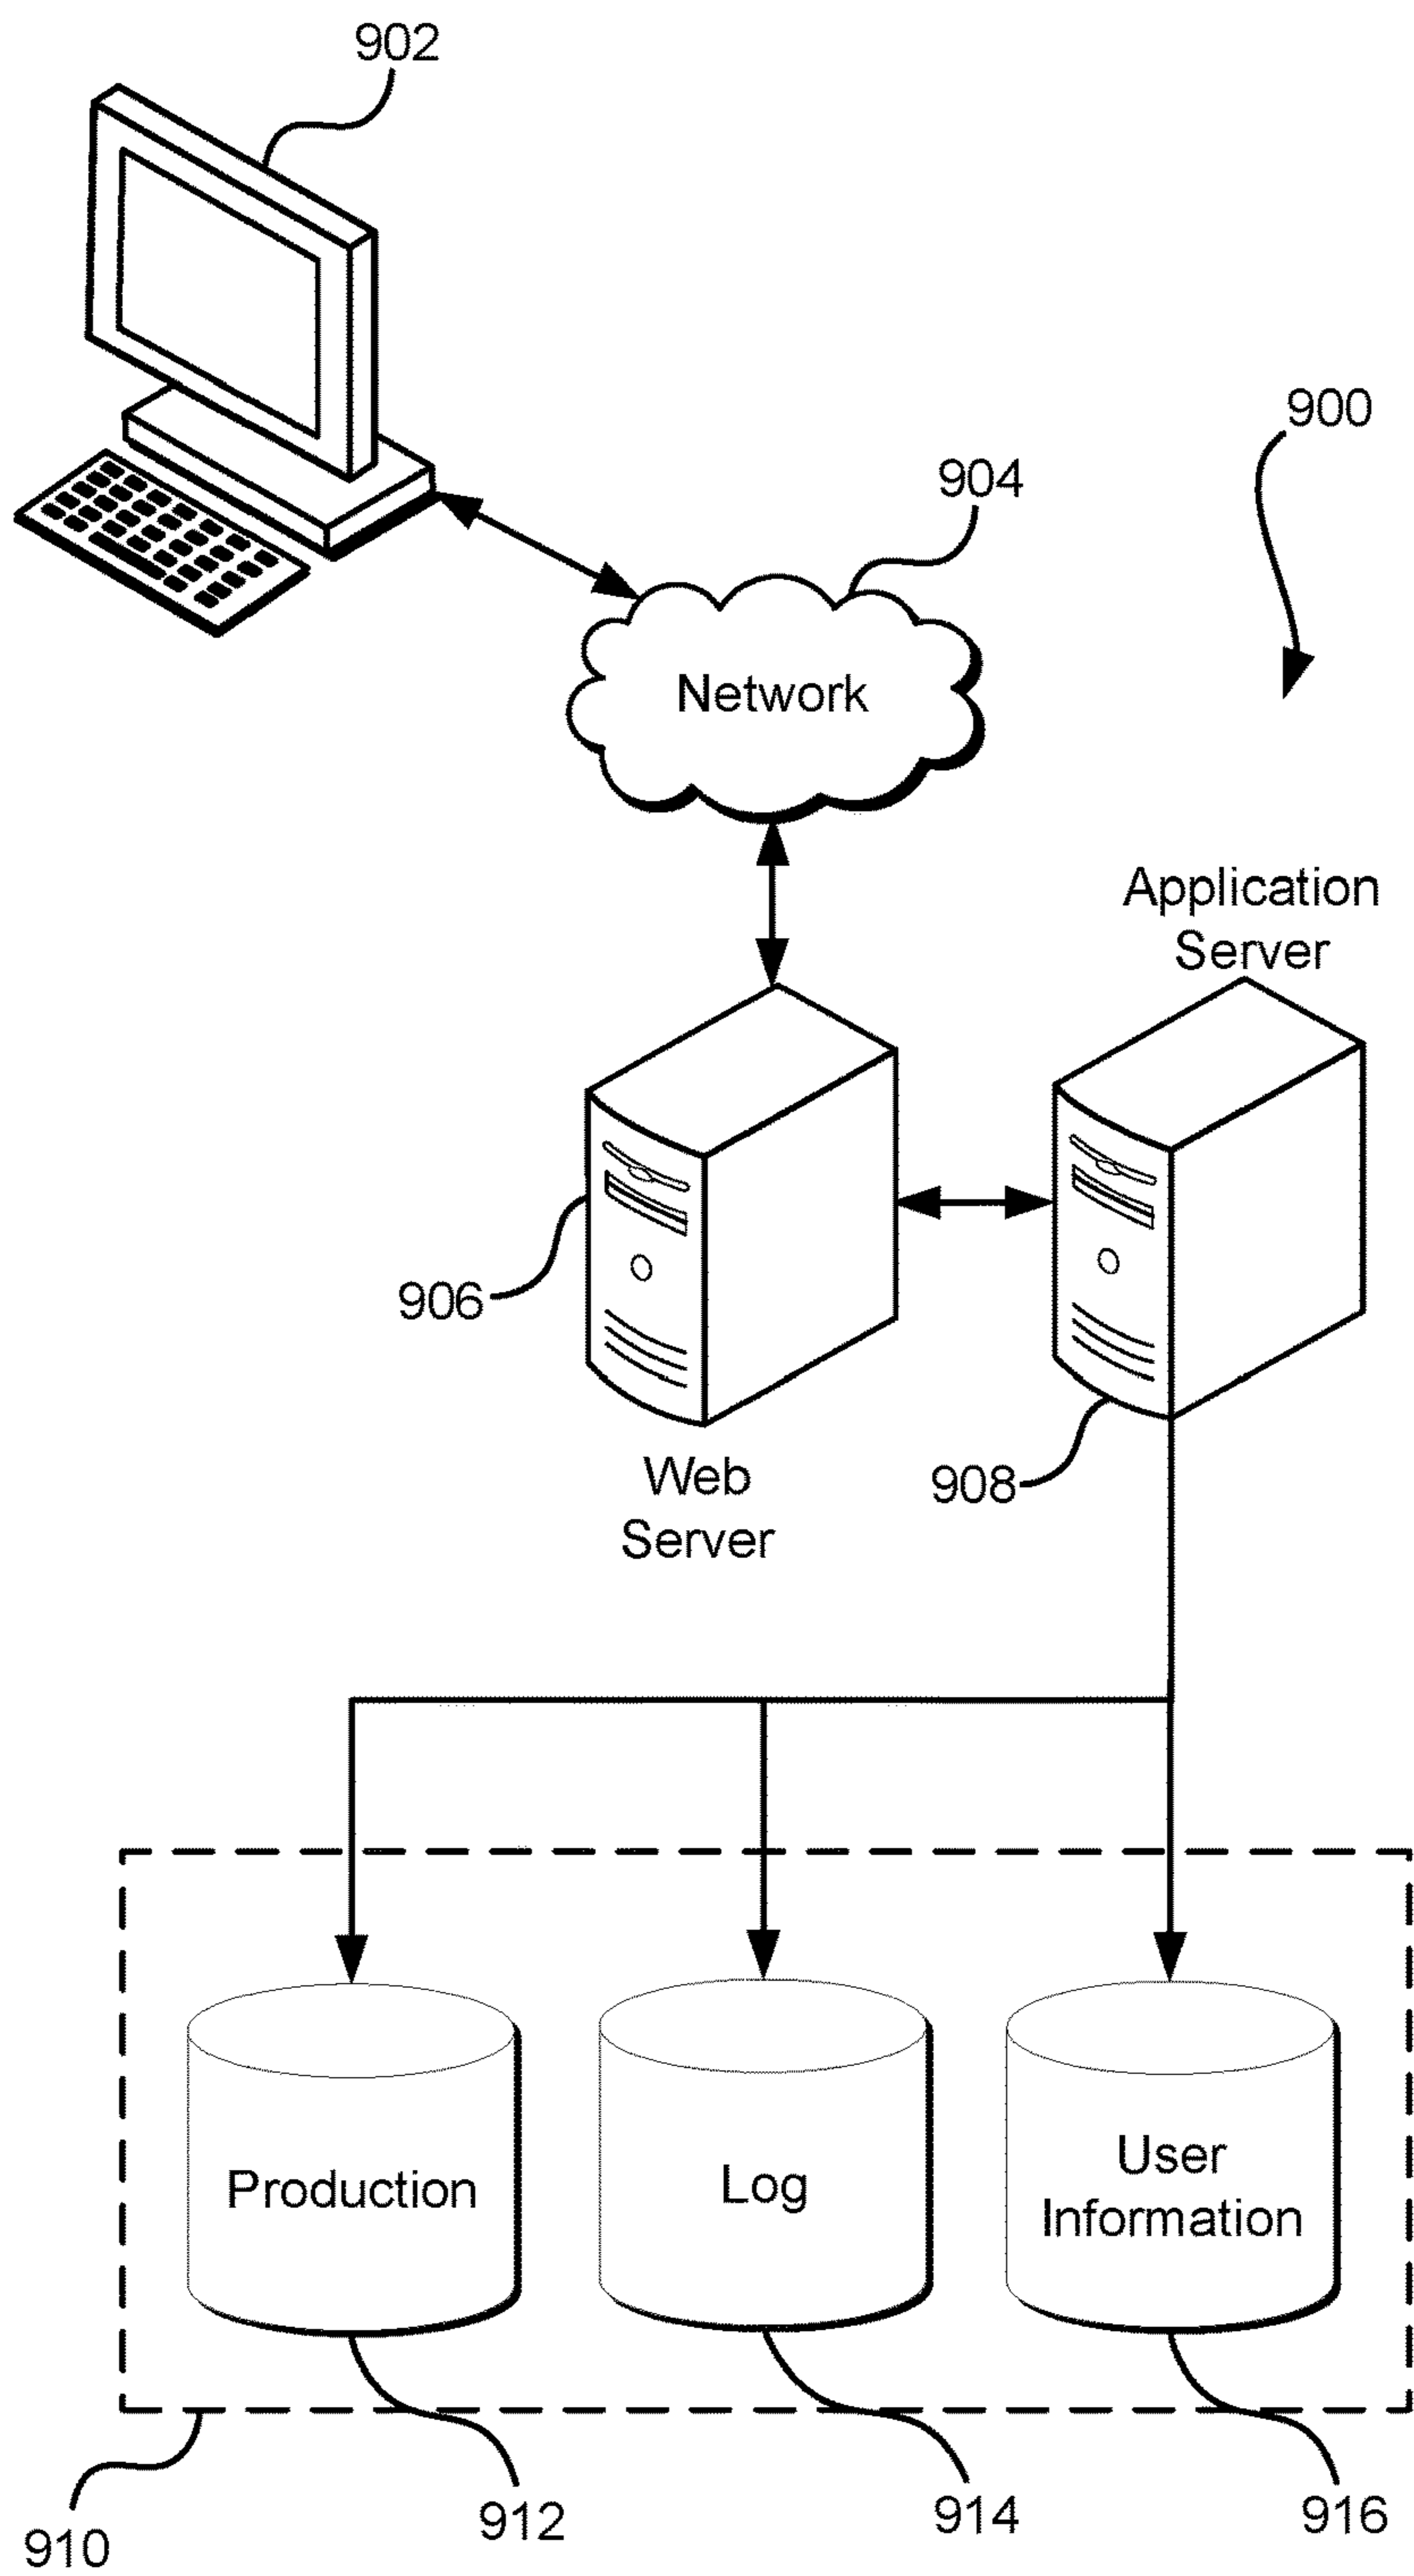 902
900
904
Network
Application
Server
906
908
Web
Server
Production
Log
User
Information
910
912
914
916